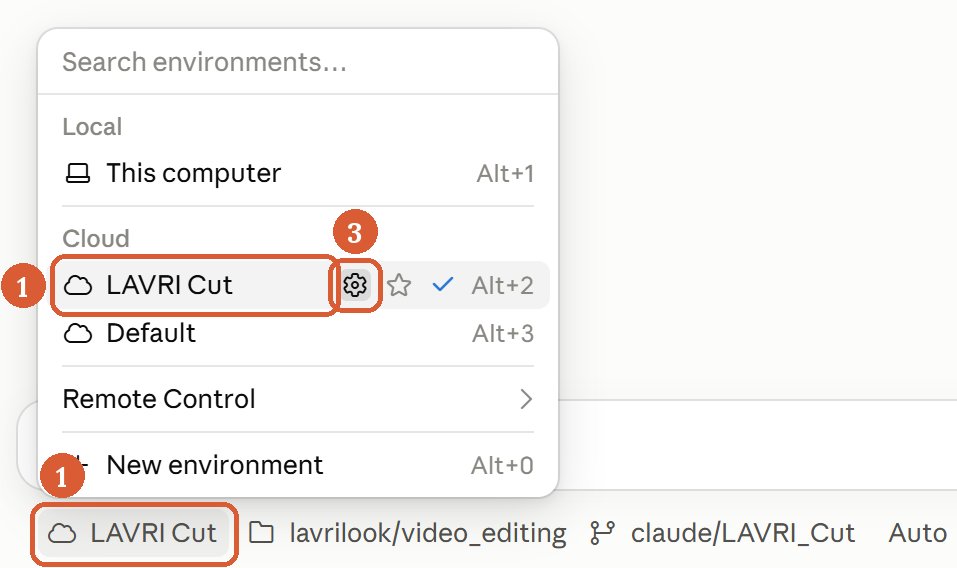 Search environments...
Local
This computer Alt+1
3
Cloud
1 LAVRI Cut Alt+2
Default Alt+3
Remote Control
1 New environment Alt+0
LAVRI Cut lavrilook/video_editing claude/LAVRI_Cut Auto